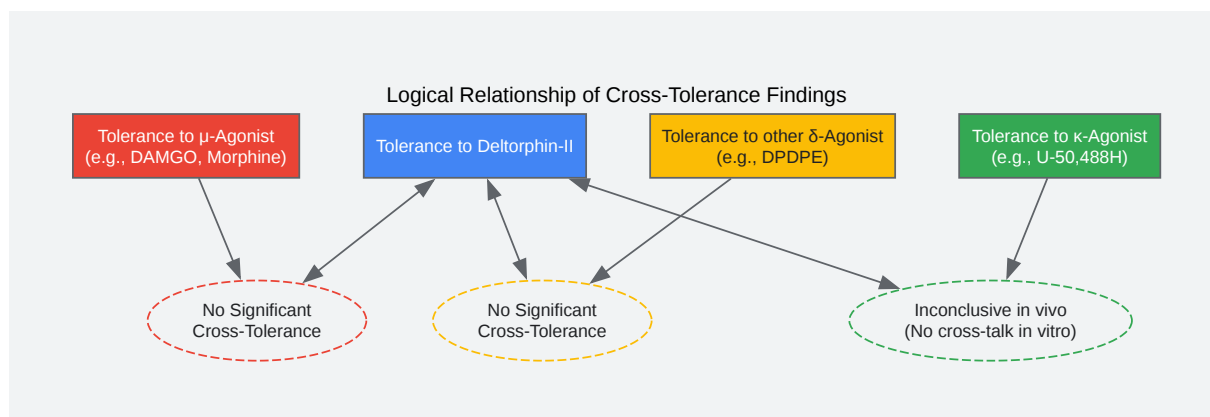 Logical Relationship of Cross-Tolerance Findings
Tolerance to μ-Agonist
(e.g., DAMGO, Morphine)
Tolerance to Deltorphin-II
Tolerance to other δ-Agonist
(e.g., DPDPE)
Tolerance to κ-Agonist
(e.g., U-50,488H)
No Significant
Cross-Tolerance
No Significant
Cross-Tolerance
Inconclusive in vivo
(No cross-talk in vitro)